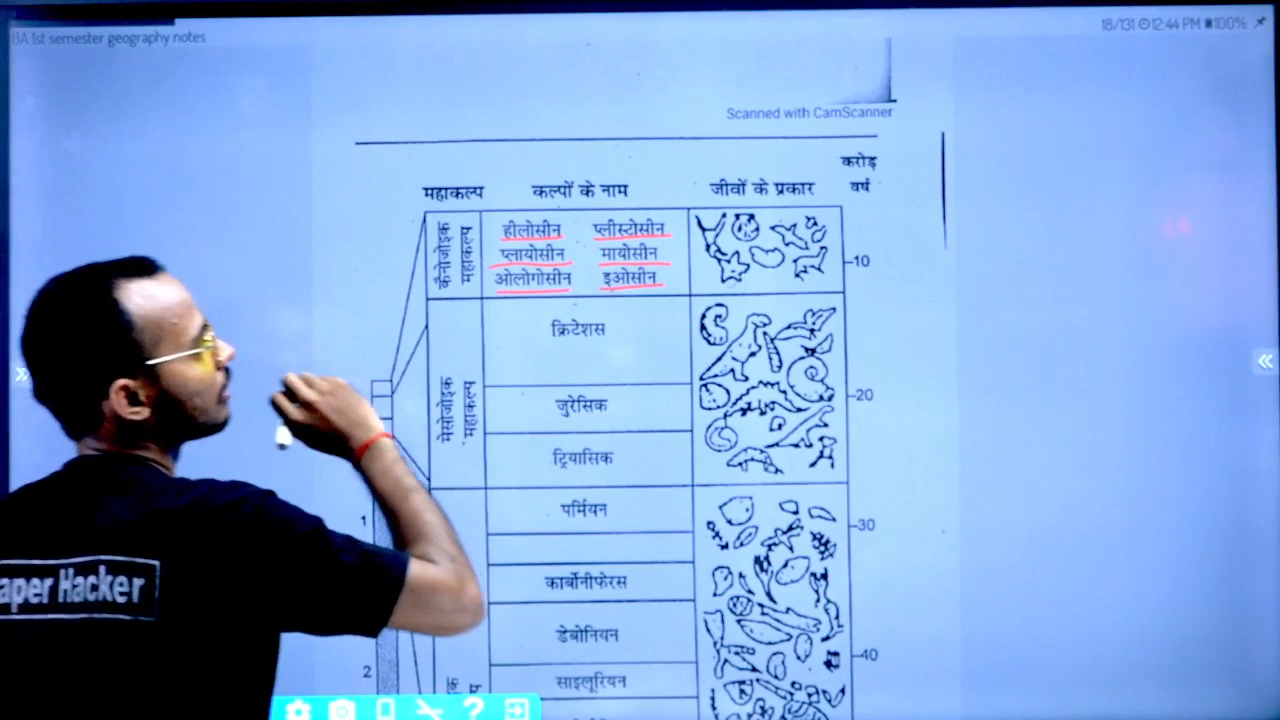 BA 1st semester geography notes
18/131 12:44 PM 100%
Scanned with CamScanner
करोड़
महाकल्प कल्पों के नाम जीवों के प्रकार वर्ष
कैनोजोइक
महाकल्प
हीलोसीन प्लीस्टोसीन
प्लायोसीन मायोसीन
ओलोगोसीन इओसीन
10
मेसोजोइक
महाकल्प
क्रिटेशस
जुरेसिक
20
ट्रियासिक
पर्मियन
30
1
कार्बोनीफेरस
डेबोनियन
40
2
साइलूरियन
aper Hacker